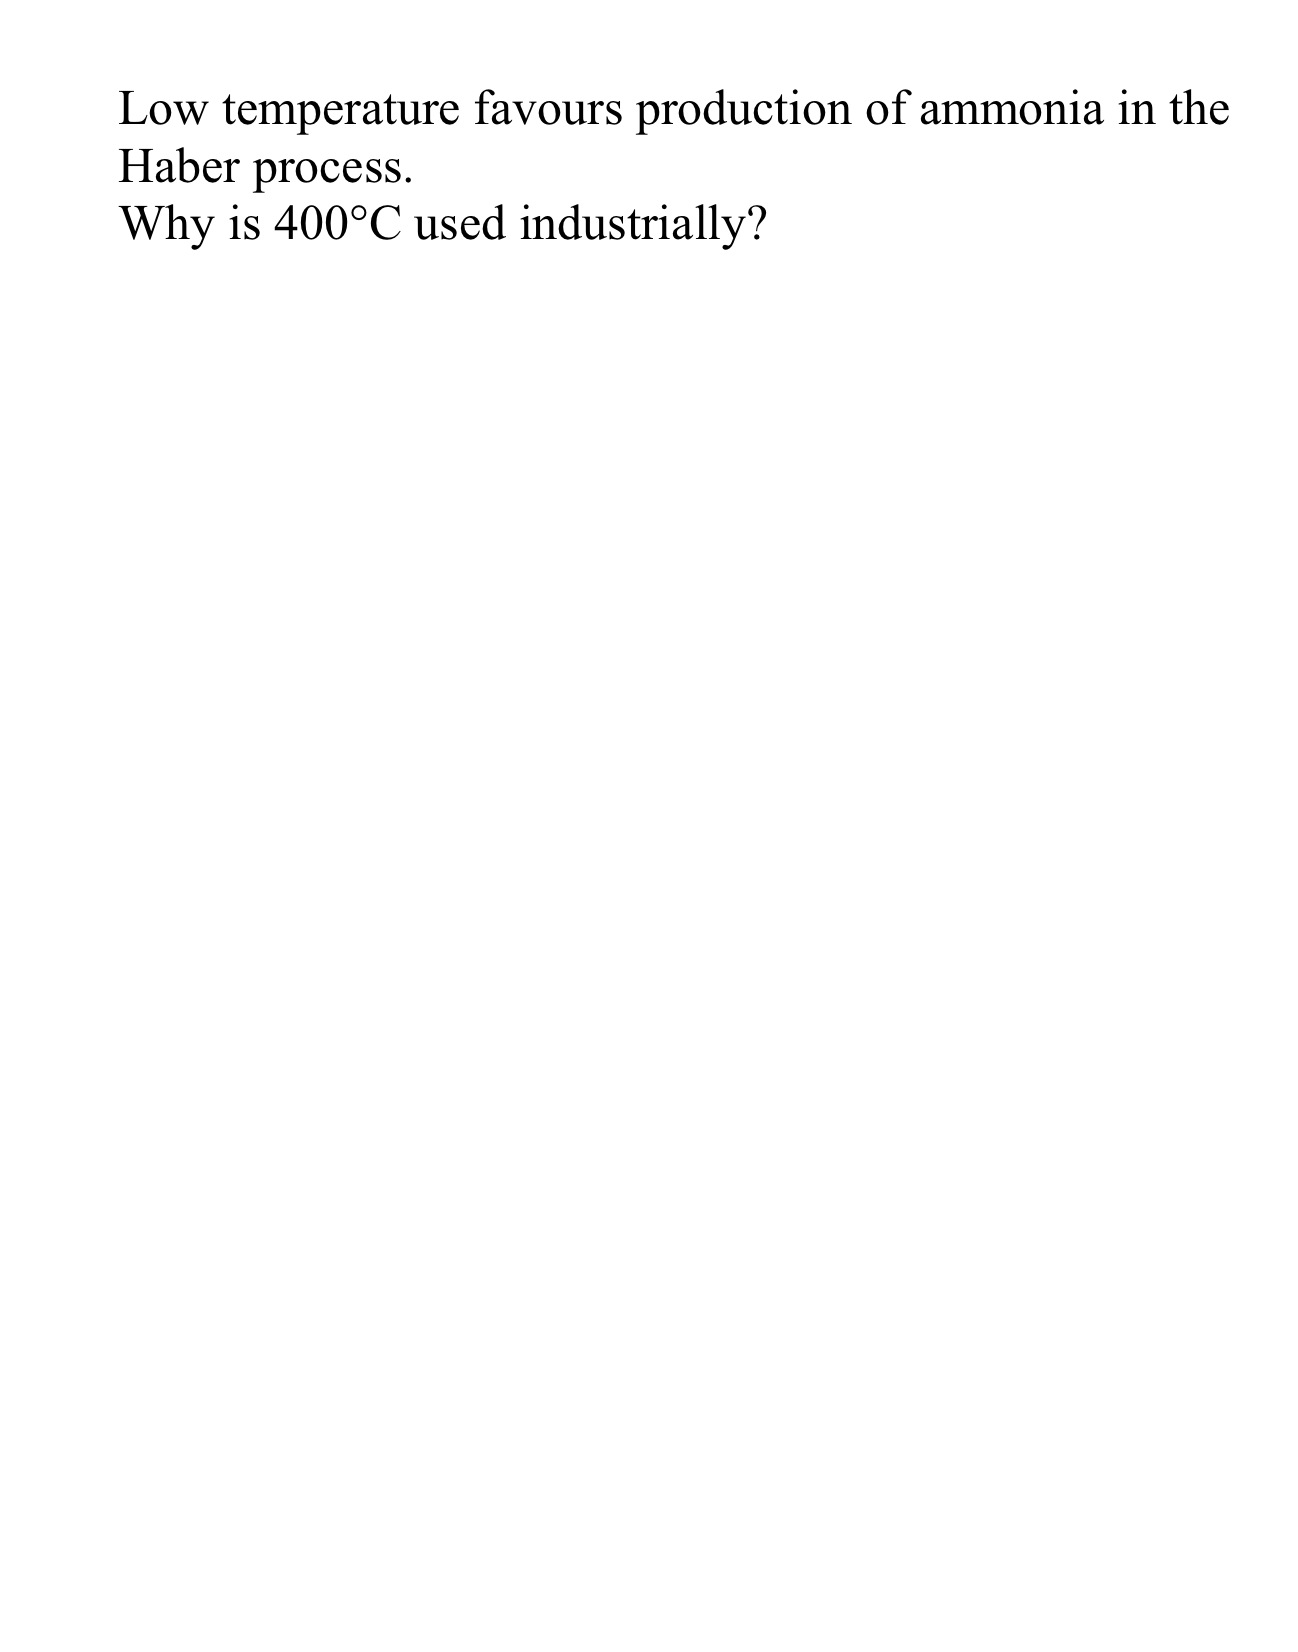 Low temperature favours production of ammonia in the
Haber process.
Why is 400°C used industrially?